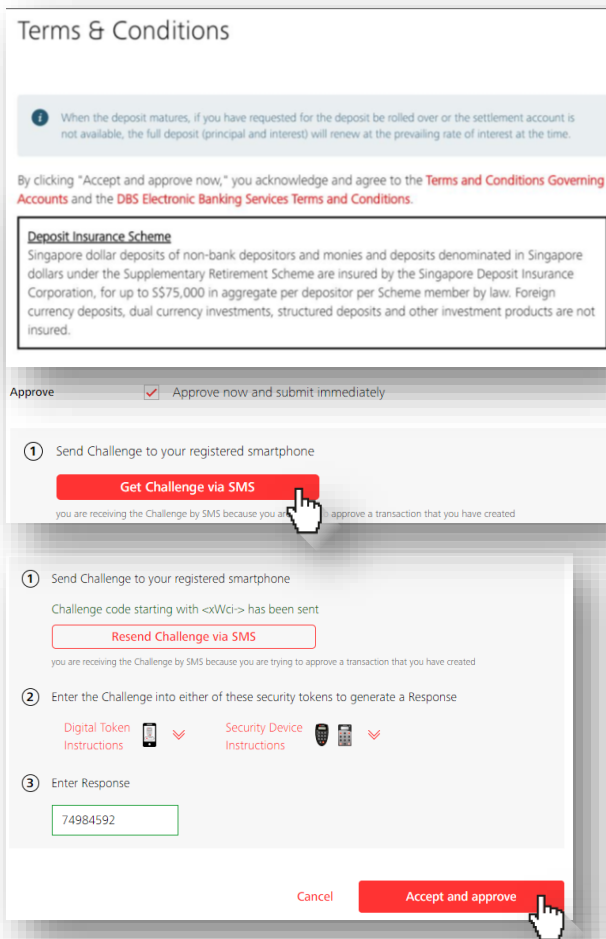 Terms & Conditions
When the deposit matures, if you have requested for the deposit be rolled over or the settlement account is
not available, the full deposit (principal and interest) will renew at the prevailing rate of interest at the time.
By clicking "Accept and approve now," you acknowledge and agree to the Terms and Conditions Governing
Accounts and the DBS Electronic Banking Services Terms and Conditions.
Deposit Insurance Scheme
Singapore dollar deposits of non-bank depositors and monies and deposits denominated in Singapore
dollars under the Supplementary Retirement Scheme are insured by the Singapore Deposit Insurance
Corporation, for up to S$75,000 in aggregate per depositor per Scheme member by law. Foreign
currency deposits, dual currency investments, structured deposits and other investment products are not
insured.
Approve Approve now and submit immediately
1 Send Challenge to your registered smartphone
Get Challenge via SMS
you are receiving the Challenge by SMS because you approve a transaction that you have created
1 Send Challenge to your registered smartphone
Challenge code starting with <xWci-> has been sent
Resend Challenge via SMS
you are receiving the Challenge by SMS because you are trying to approve a transaction that you have created
2 Enter the Challenge into either of these security tokens to generate a Response
Digital Token Security Device
Instructions Instructions
3 Enter Response
74984592
Cancel Accept and approve